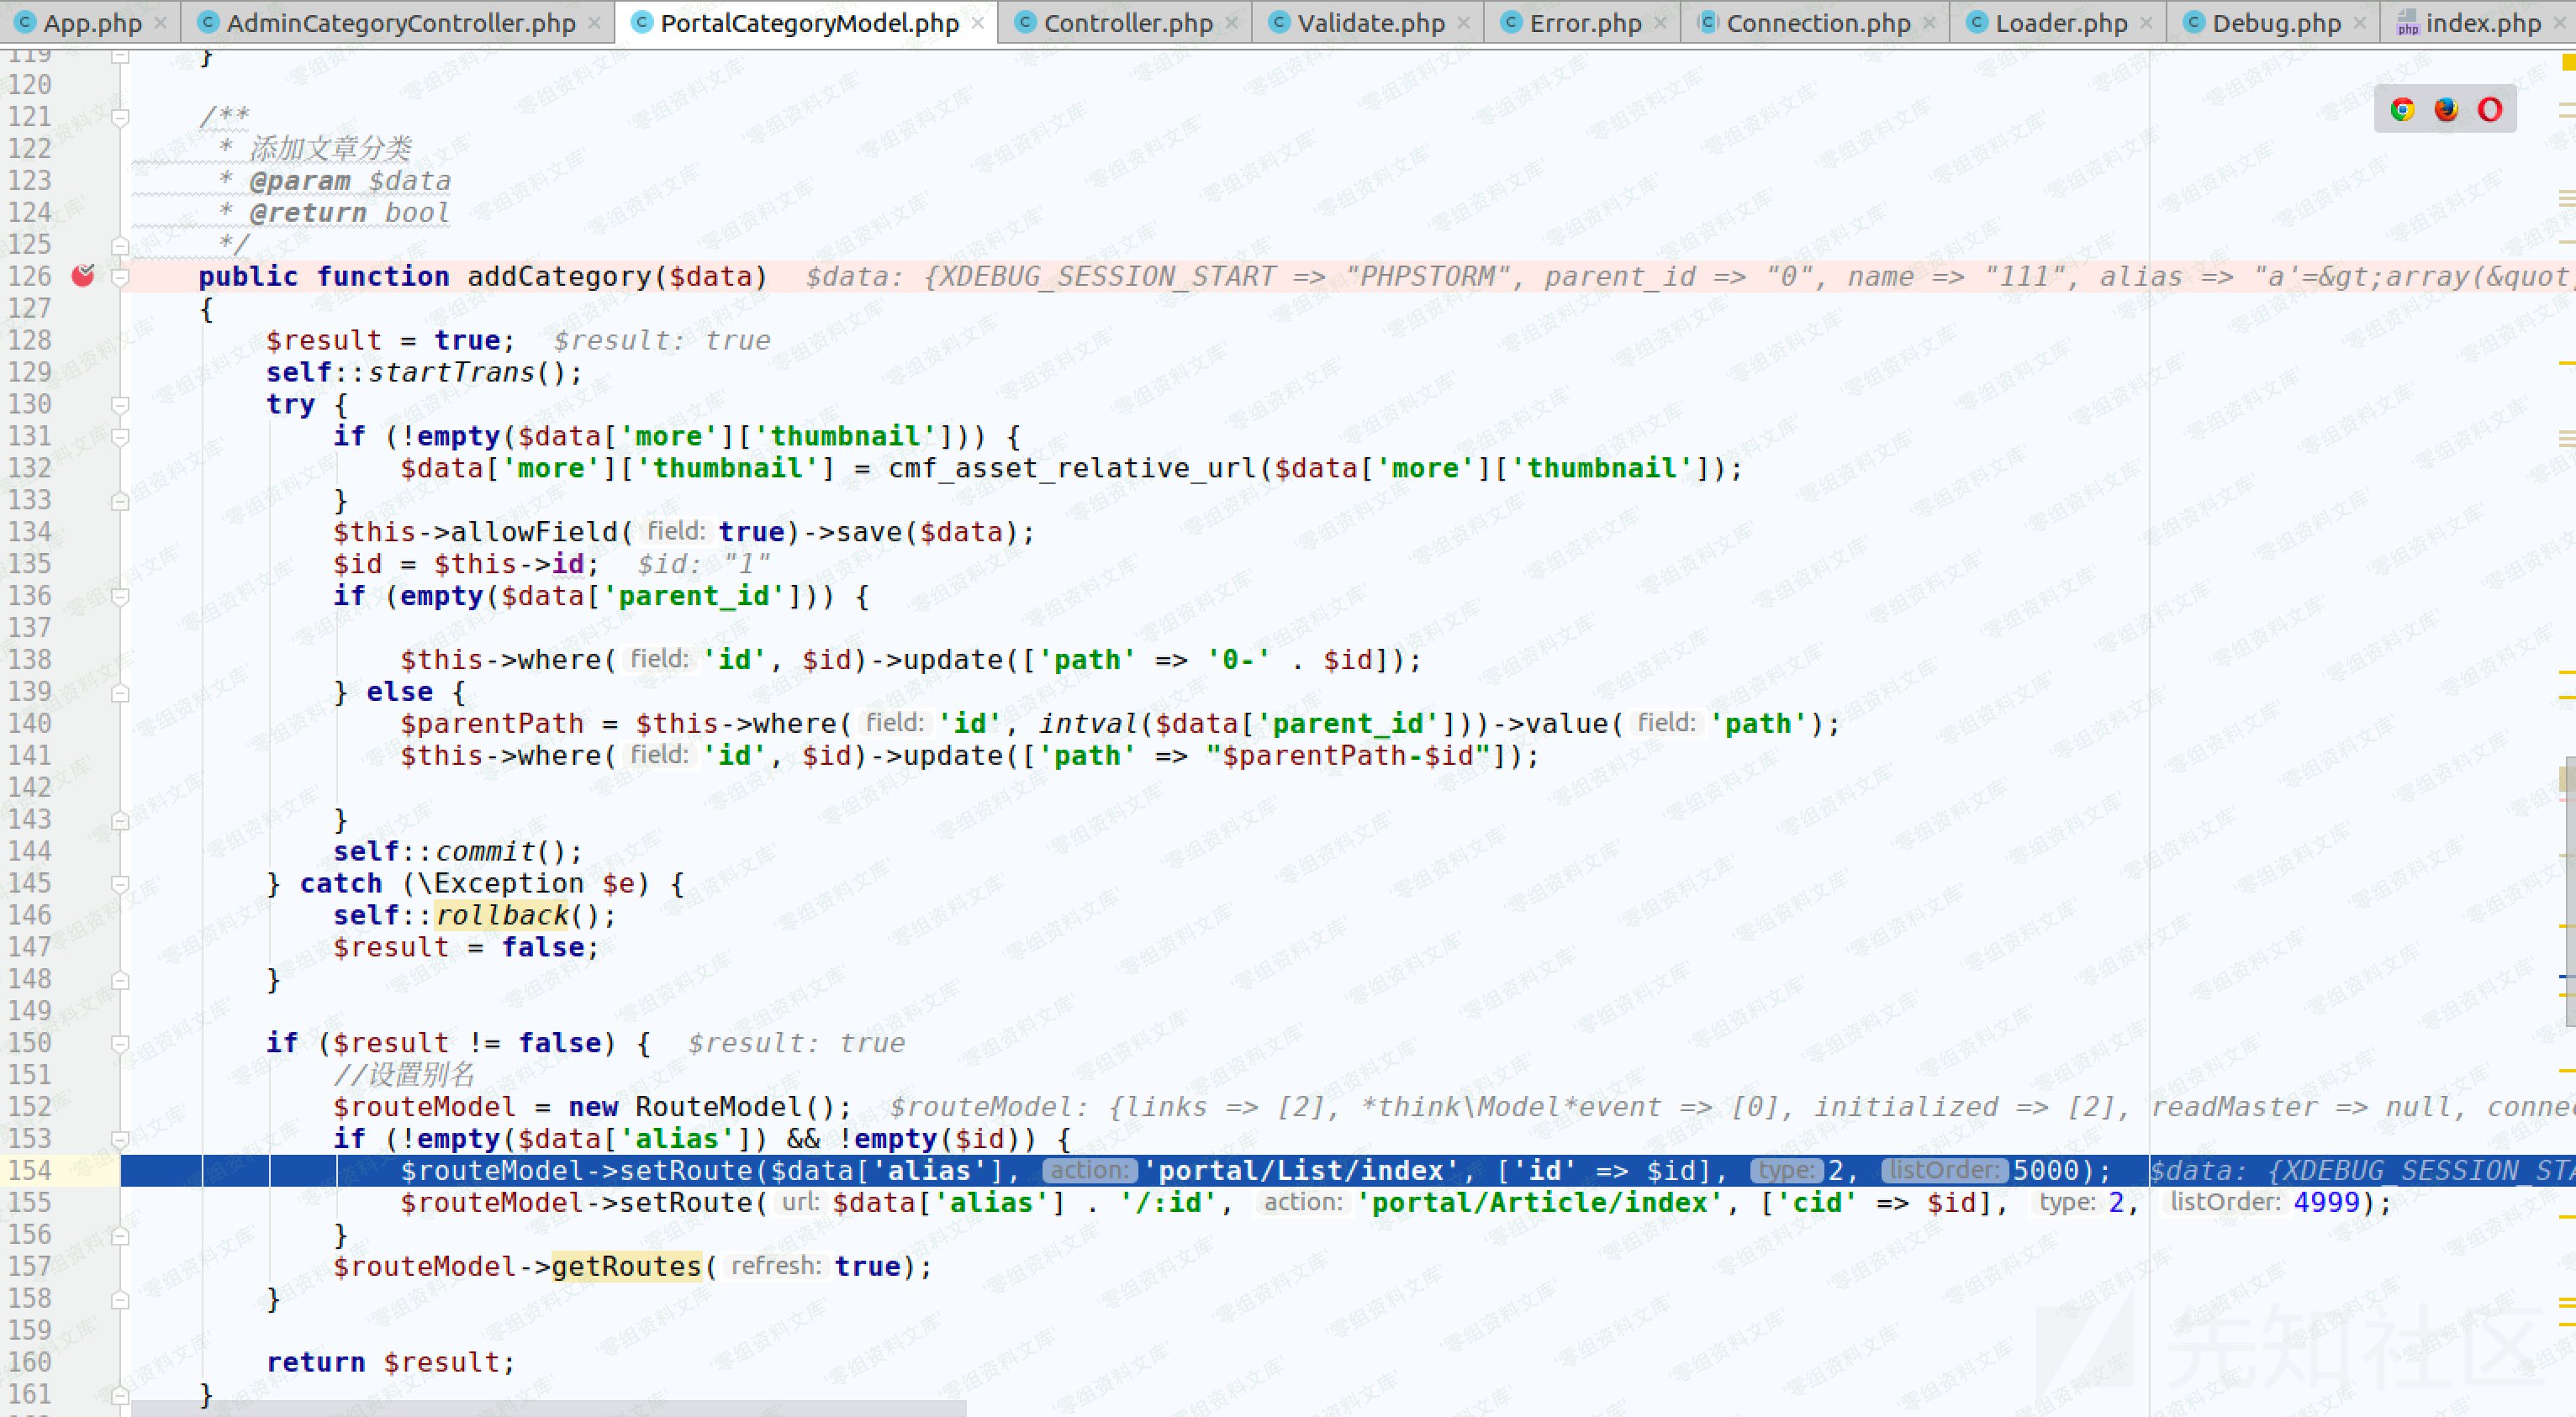 App.php AdminCategoryController.php PortalCategoryModel.php Controller.php Validate.php Error.php Connection.php Loader.php Debug.php index.php
119 }
120
121 /**
122 * 添加文章分类
123 * @param $data
124 * @return bool
125 */
126 public function addCategory($data) $data: {XDEBUG_SESSION_START => "PHPSTORM", parent_id => "0", name => "111", alias => "a'=&gt;array(&quot
127 {
128 $result = true; $result: true
129 self::startTrans();
130 try {
131 if (!empty($data['more']['thumbnail'])) {
132 $data['more']['thumbnail'] = cmf_asset_relative_url($data['more']['thumbnail']);
133 }
134 $this->allowField( field: true)->save($data);
135 $id = $this->id; $id: "1"
136 if (empty($data['parent_id'])) {
137
138 $this->where( field: 'id', $id)->update(['path' => '0-' . $id]);
139 } else {
140 $parentPath = $this->where( field: 'id', intval($data['parent_id']))->value( field: 'path');
141 $this->where( field: 'id', $id)->update(['path' => "$parentPath-$id"]);
142
143 }
144 self::commit();
145 } catch (\Exception $e) {
146 self::rollback();
147 $result = false;
148 }
149
150 if ($result != false) { $result: true
151 //设置别名
152 $routeModel = new RouteModel(); $routeModel: {links => [2], *think\Model*event => [0], initialized => [2], readMaster => null, conne
153 if (!empty($data['alias']) && !empty($id)) {
154 $routeModel->setRoute($data['alias'], action: 'portal/List/index', ['id' => $id], type: 2, listOrder: 5000); $data: {XDEBUG_SESSION_STA
155 $routeModel->setRoute( url: $data['alias'] . '/:id', action: 'portal/Article/index', ['cid' => $id], type: 2, listOrder: 4999);
156 }
157 $routeModel->getRoutes( refresh: true);
158 }
159
160 return $result;
161 }
先知社区
零组资料文库